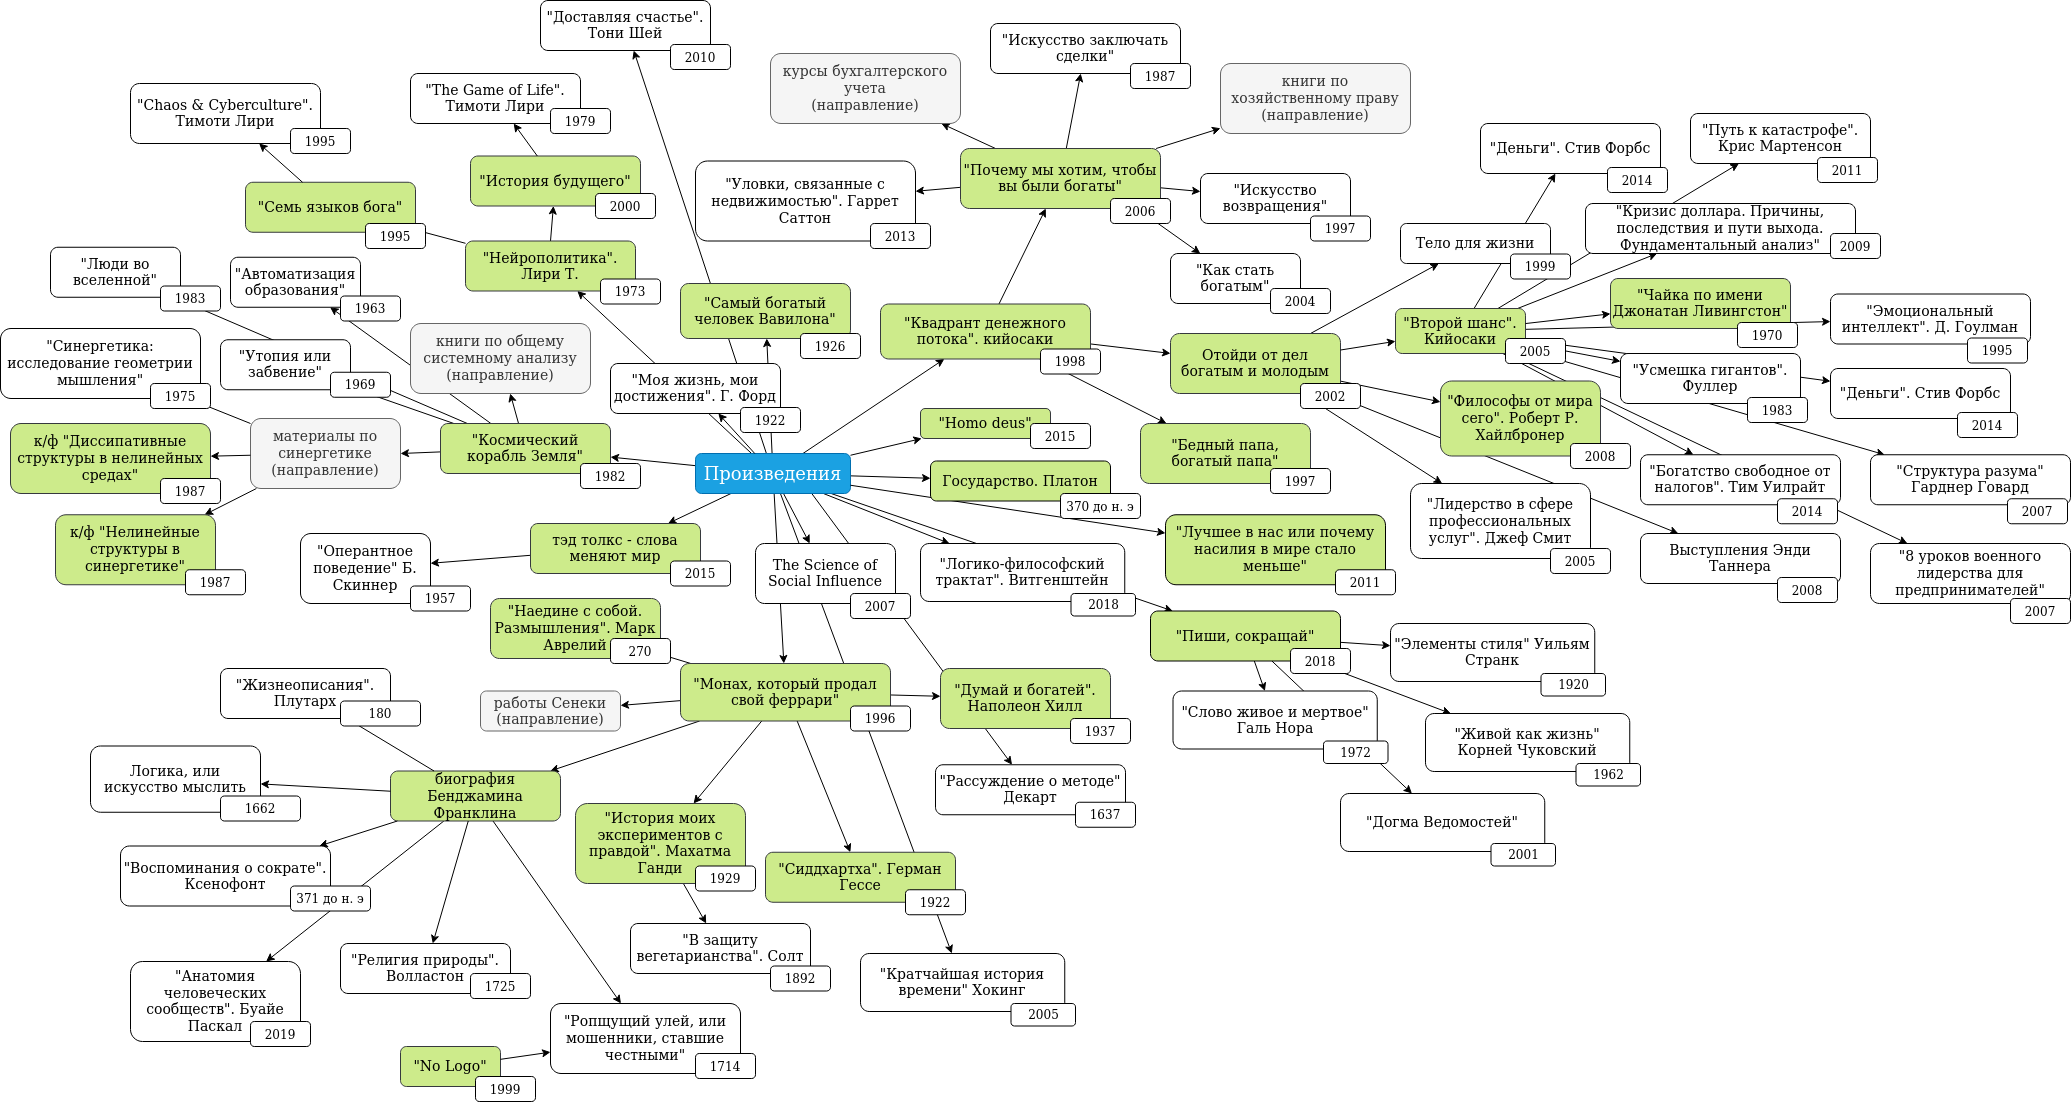 "Доставляя счастье".
Тони Шей
2010
"Искусство заключать
сделки"
1987
курсы бухгалтерского
учета
(направление)
книги по
хозяйственному праву
(направление)
"Chaos & Cyberculture".
Тимоти Лири
1995
"The Game of Life".
Тимоти Лири
1979
"История будущего"
2000
"Семь языков бога"
1995
"Нейрополитика".
Лири Т.
1973
"Уловки, связанные с
недвижимостью". Гаррет
Саттон
2013
"Почему мы хотим, чтобы
вы были богаты"
2006
"Искусство
возвращения"
1997
"Как стать
богатым"
2004
"Деньги". Стив Форбс
2014
"Путь к катастрофе".
Крис Мартенсон
2011
Тело для жизни
1999
"Кризис доллара. Причины,
последствия и пути выхода.
Фундаментальный анализ"
2009
"Люди во
вселенной"
1983
"Автоматизация
образования"
1963
"Самый богатый
человек Вавилона"
1926
"Квадрант денежного
потока". кийосаки
1998
Отойди от дел
богатым и молодым
2002
"Второй шанс".
Кийосаки
2005
"Чайка по имени
Джонатан Ливингстон"
1970
"Эмоциональный
интеллект". Д. Гоулман
1995
"Синергетика:
исследование геометрии
мышления"
1975
"Утопия или
забвение"
1969
книги по общему
системному анализу
(направление)
"Моя жизнь, мои
достижения". Г. Форд
1922
"Усмешка гигантов".
Фуллер
1983
"Деньги". Стив Форбс
2014
"Философы от мира
сего". Роберт Р.
Хайлбронер
2008
к/ф "Диссипативные
структуры в нелинейных
средах"
1987
материалы по
синергетике
(направление)
"Космический
корабль Земля"
1982
Произведения
"Homo deus"
2015
Государство. Платон
370 до н. э
"Бедный папа,
богатый папа"
1997
"Лидерство в сфере
профессиональных
услуг". Джеф Смит
2005
"Богатство свободное от
налогов". Тим Уилрайт
2014
"Структура разума"
Гарднер Говард
2007
к/ф "Нелинейные
структуры в
синергетике"
1987
"Оперантное
поведение" Б.
Скиннер
1957
тэд толкс - слова
меняют мир
2015
The Science of
Social Influence
2007
"Логико-философский
трактат". Витгенштейн
2018
"Лучшее в нас или почему
насилия в мире стало
меньше"
2011
Выступления Энди
Таннера
2008
"8 уроков военного
лидерства для
предпринимателей"
2007
"Наедине с собой.
Размышления". Марк
Аврелий
270
"Пиши, сокращай"
2018
"Элементы стиля" Уильям
Странк
1920
"Жизнеописания".
Плутарх
180
работы Сенеки
(направление)
"Монах, который продал
свой феррари"
1996
"Думай и богатей".
Наполеон Хилл
1937
"Слово живое и мертвое"
Галь Нора
1972
"Живой как жизнь"
Корней Чуковский
1962
Логика, или
искусство мыслить
1662
биография
Бенджамина
Франклина
"Рассуждение о методе"
Декарт
1637
"Догма Ведомостей"
2001
"Воспоминания о сократе".
Ксенофонт
371 до н. э
"История моих
экспериментов с
правдой". Махатма
Ганди
1929
"Сиддхартха". Герман
Гессе
1922
"Анатомия
человеческих
сообществ". Буайе
Паскал
2019
"Религия природы".
Волластон
1725
"В защиту
вегетарианства". Солт
1892
"Кратчайшая история
времени" Хокинг
2005
"No Logo"
1999
"Ропщущий улей, или
мошенники, ставшие
честными"
1714